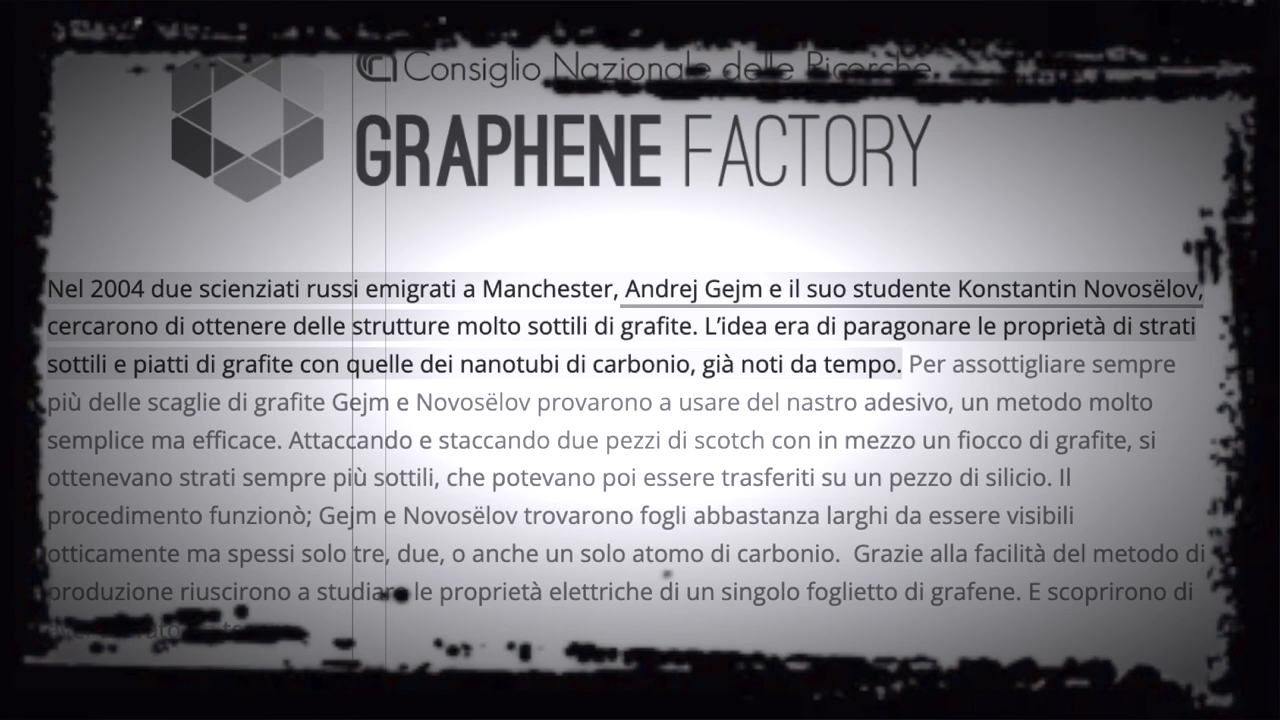 Consiglio Nazionale delle Ricerche
GRAPHENE FACTORY
Nel 2004 due scienziati russi emigrati a Manchester, Andrej Gejm e il suo studente Konstantin Novosëlov,
cercarono di ottenere delle strutture molto sottili di grafite. L’idea era di paragonare le proprietà di strati
sottili e piatti di grafite con quelle dei nanotubi di carbonio, già noti da tempo. Per assottigliare sempre
più delle scaglie di grafite Gejm e Novosëlov provarono a usare del nastro adesivo, un metodo molto
semplice ma efficace. Attaccando e staccando due pezzi di scotch con in mezzo un fiocco di grafite, si
ottenevano strati sempre più sottili, che potevano poi essere trasferiti su un pezzo di silicio. Il
procedimento funzionò; Gejm e Novosëlov trovarono fogli abbastanza larghi da essere visibili
otticamente ma spessi solo tre, due, o anche un solo atomo di carbonio. Grazie alla facilità del metodo di
produzione riuscirono a studiare le proprietà elettriche di un singolo foglietto di grafene. E scoprirono di